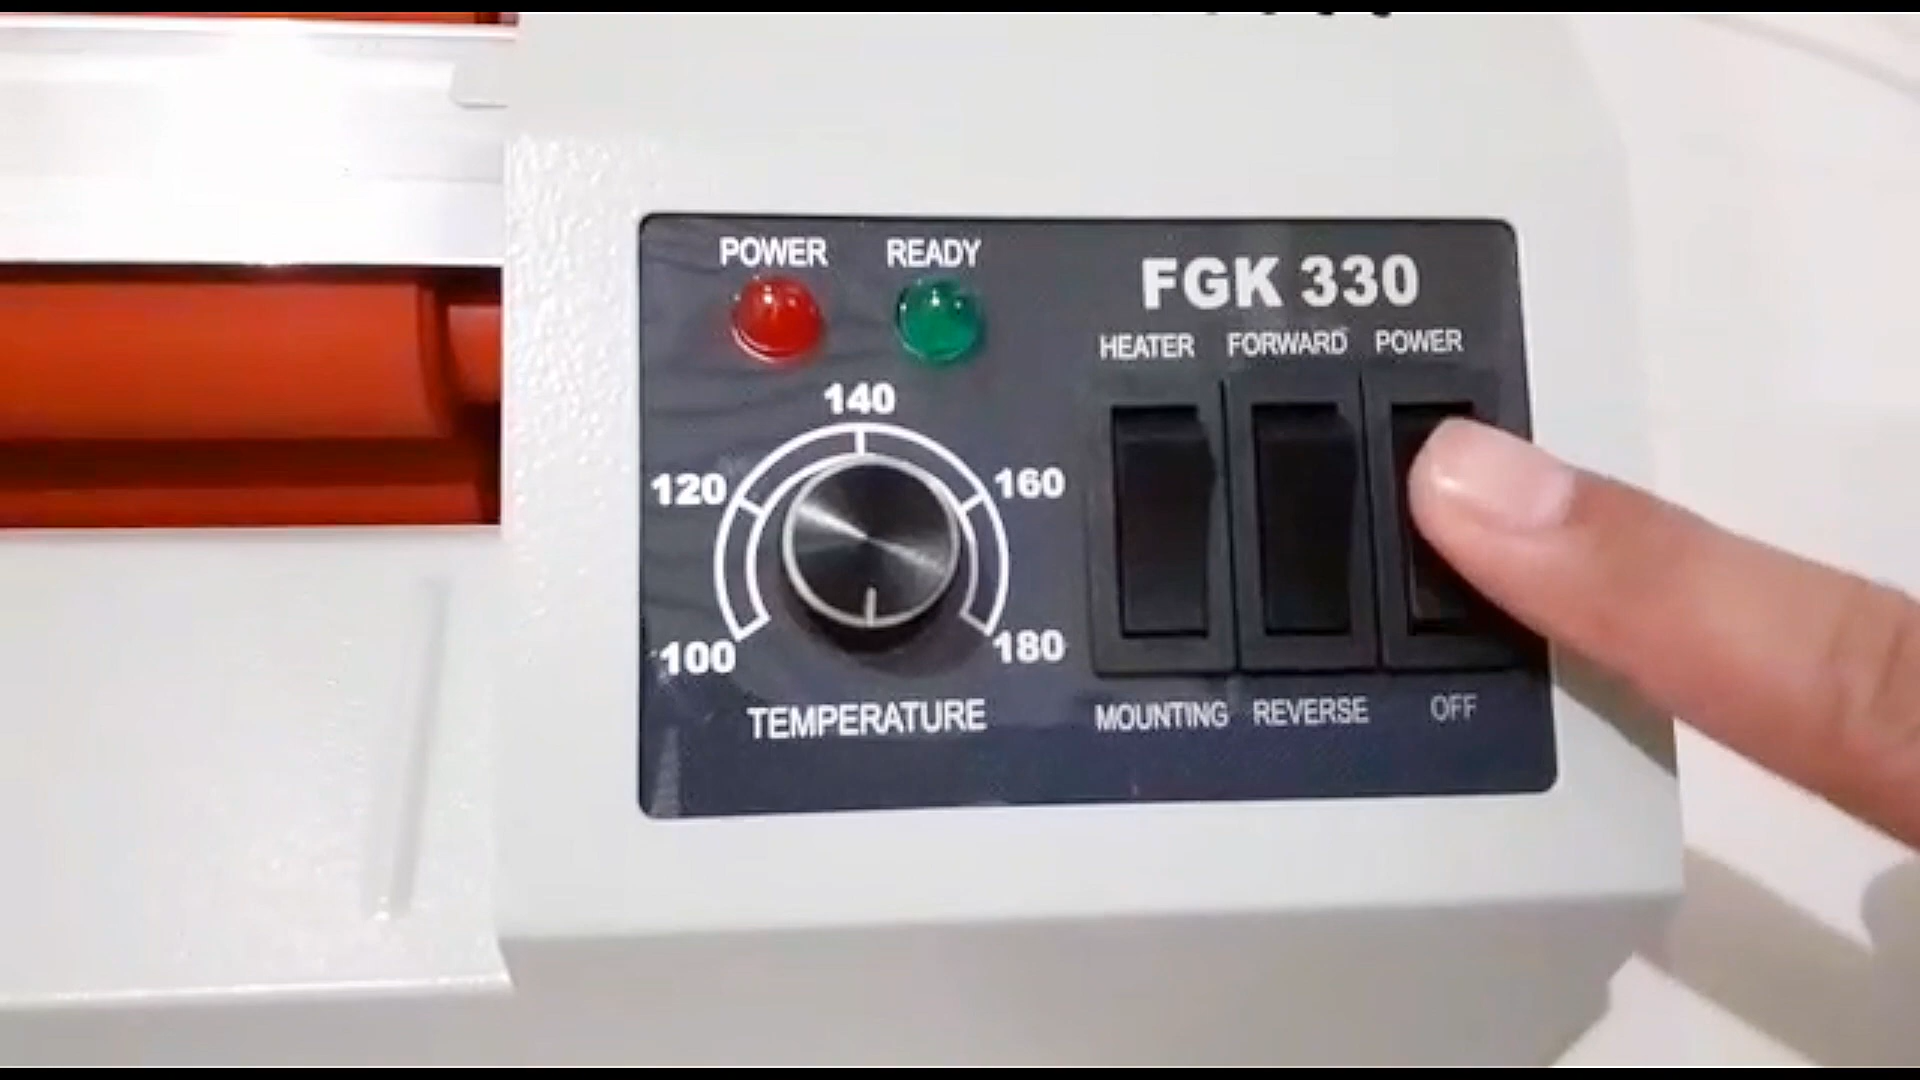 POWER READY
FGK 330
HEATER FORWARD POWER
140
120 160
100 180
TEMPERATURE
MOUNTING REVERSE OFF